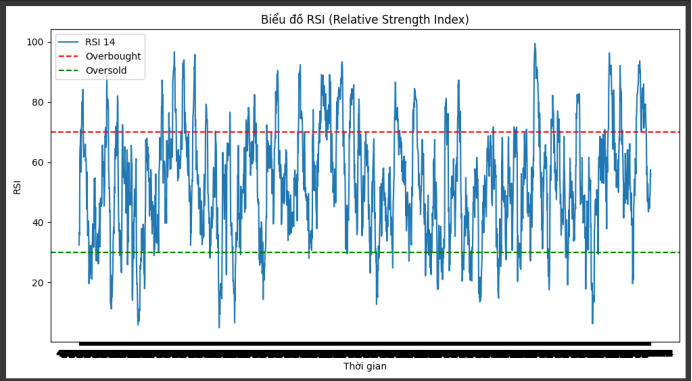 Biểu đồ RSI (Relative Strength Index)
RSI 14
Overbought
Oversold
100
80
60
40
20
RSI
Thời gian